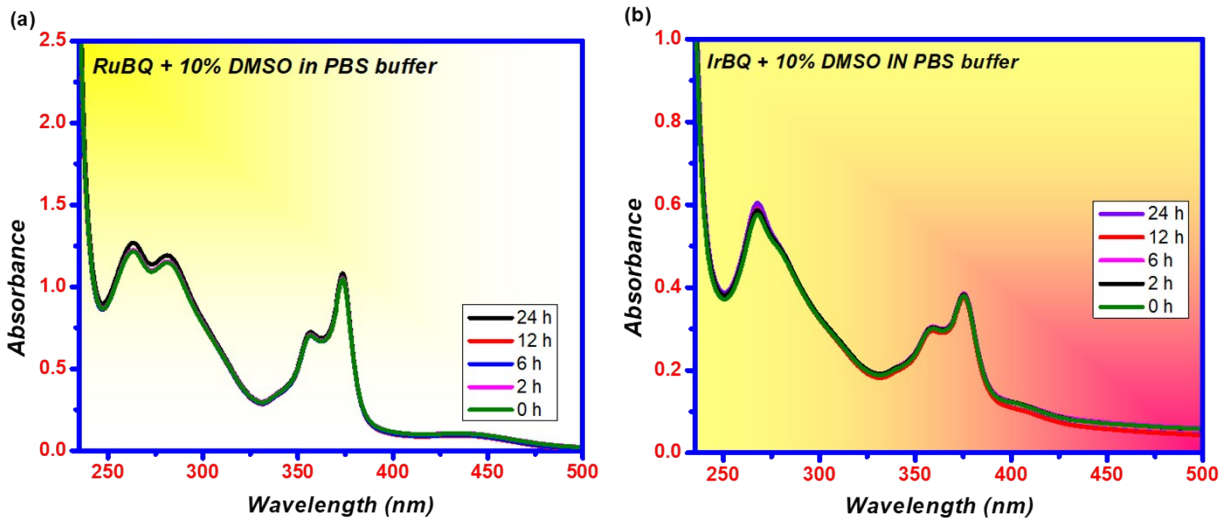 (a)
RuBQ + 10% DMSO in PBS buffer
2.5
2.0
1.5
1.0
0.5
0.0
Absorbance
24 h
12 h
6 h
2 h
0 h
250
300
350
400
450
500
Wavelength (nm)
(b)
IrBQ + 10% DMSO IN PBS buffer
1.0
0.8
0.6
0.4
0.2
0.0
Absorbance
24 h
12 h
6 h
2 h
0 h
250
300
350
400
450
500
Wavelength (nm)